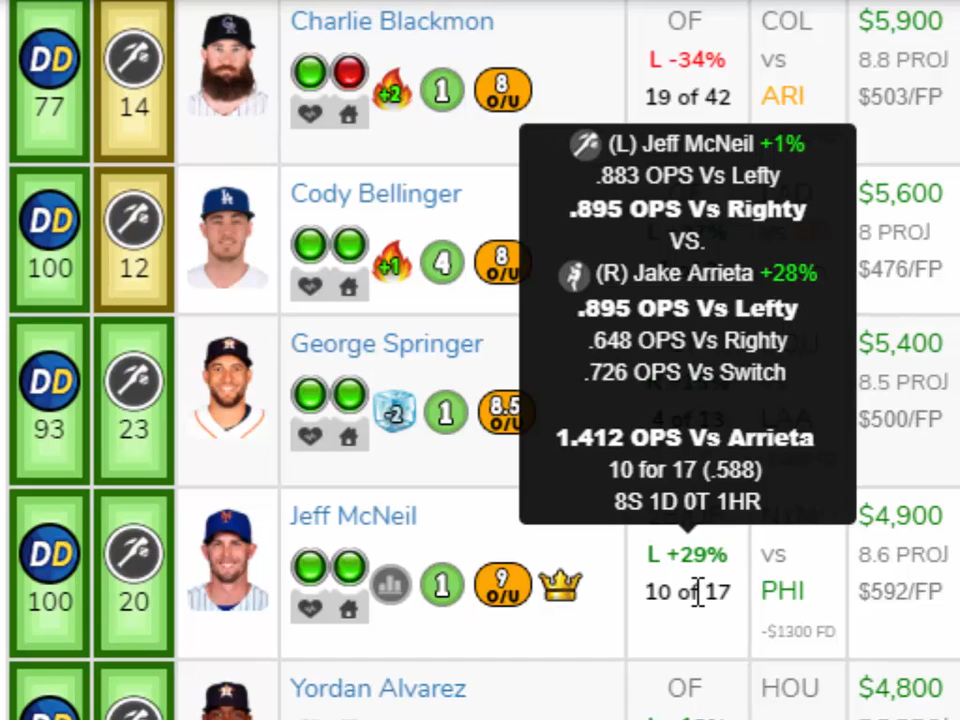 Charlie Blackmon
OF
COL
$5,900
DD
77
14
+2
1
8
O/U
L -34%
vs
8.8 PROJ
19 of 42
ARI
$503/FP
Cody Bellinger
$5,600
DD
100
12
+1
4
8
O/U
8 PROJ
$476/FP
George Springer
$5,400
DD
93
23
-2
1
8.5
O/U
8.5 PROJ
4 of 13
LAA
$500/FP
(L) Jeff McNeil +1%
.883 OPS Vs Lefty
.895 OPS Vs Righty
VS.
(R) Jake Arrieta +28%
.895 OPS Vs Lefty
.648 OPS Vs Righty
.726 OPS Vs Switch
1.412 OPS Vs Arrieta
10 for 17 (.588)
8S 1D 0T 1HR
Jeff McNeil
$4,900
DD
100
20
1
9
O/U
L +29%
vs
8.6 PROJ
10 of 17
PHI
$592/FP
-$1300 FD
Yordan Alvarez
OF
HOU
$4,800
DD